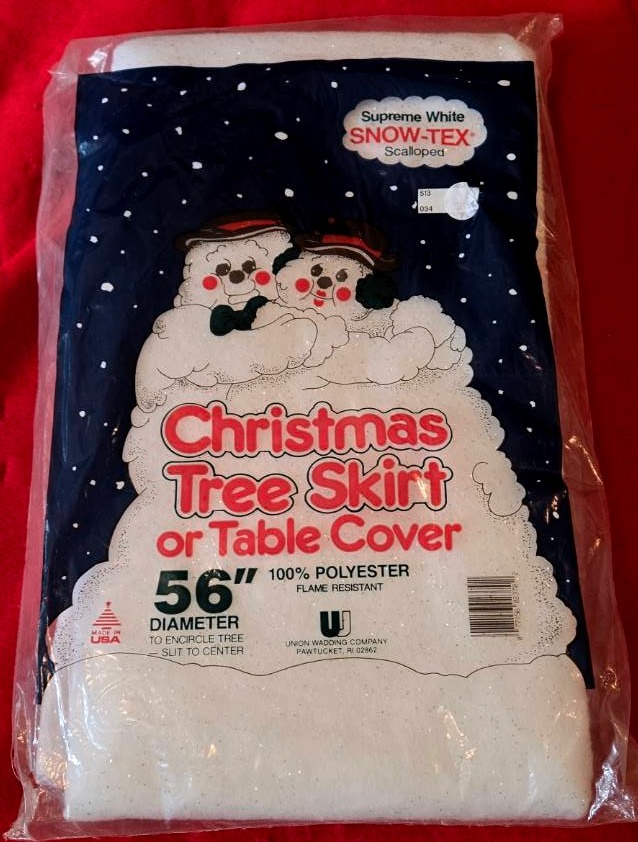 Supreme White
SNOW-TEX®
Scalloped
513
034
Christmas
Tree Skirt
or Table Cover
56" 100% POLYESTER
FLAME RESISTANT
DIAMETER
TO ENCIRCLE TREE
— SLIT TO CENTER
MADE IN
USA
UNION WADDING COMPANY
PAWTUCKET, RI 02862